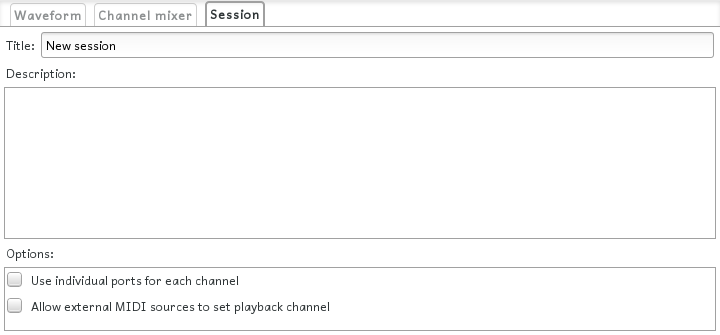 Waveform Channel mixer Session
Title: New session
Description:
Options:
Use individual ports for each channel
Allow external MIDI sources to set playback channel